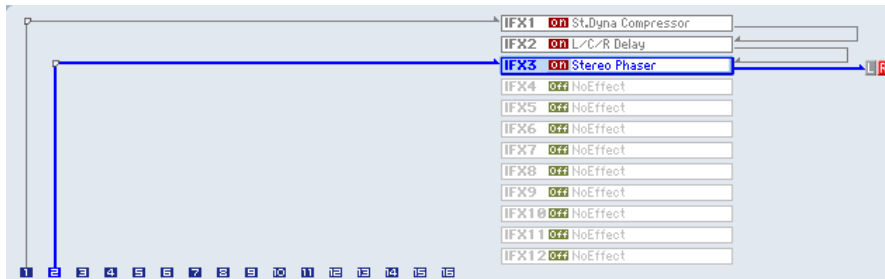 IFX1 On St.Dyna Compressor
IFX2 On L/C/R Delay
IFX3 On Stereo Phaser
L R
IFX4 Off NoEffect
IFX5 Off NoEffect
IFX6 Off NoEffect
IFX7 Off NoEffect
IFX8 Off NoEffect
IFX9 Off NoEffect
IFX10 Off NoEffect
IFX11 Off NoEffect
IFX12 Off NoEffect
1 2 3 4 5 6 7 8 9 10 11 12 13 14 15 16